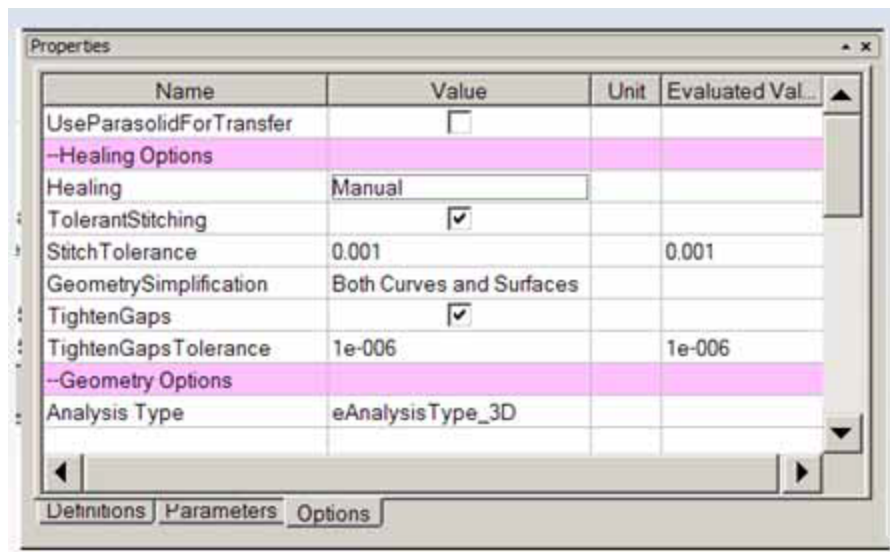 Properties
Name Value Unit Evaluated Val...
UseParasolidForTransfer
--Healing Options
Healing Manual
TolerantStitching
StitchTolerance 0.001 0.001
GeometrySimplification Both Curves and Surfaces
TightenGaps
TightenGapsTolerance 1e-006 1e-006
--Geometry Options
Analysis Type eAnalysisType_3D
Definitions Parameters Options